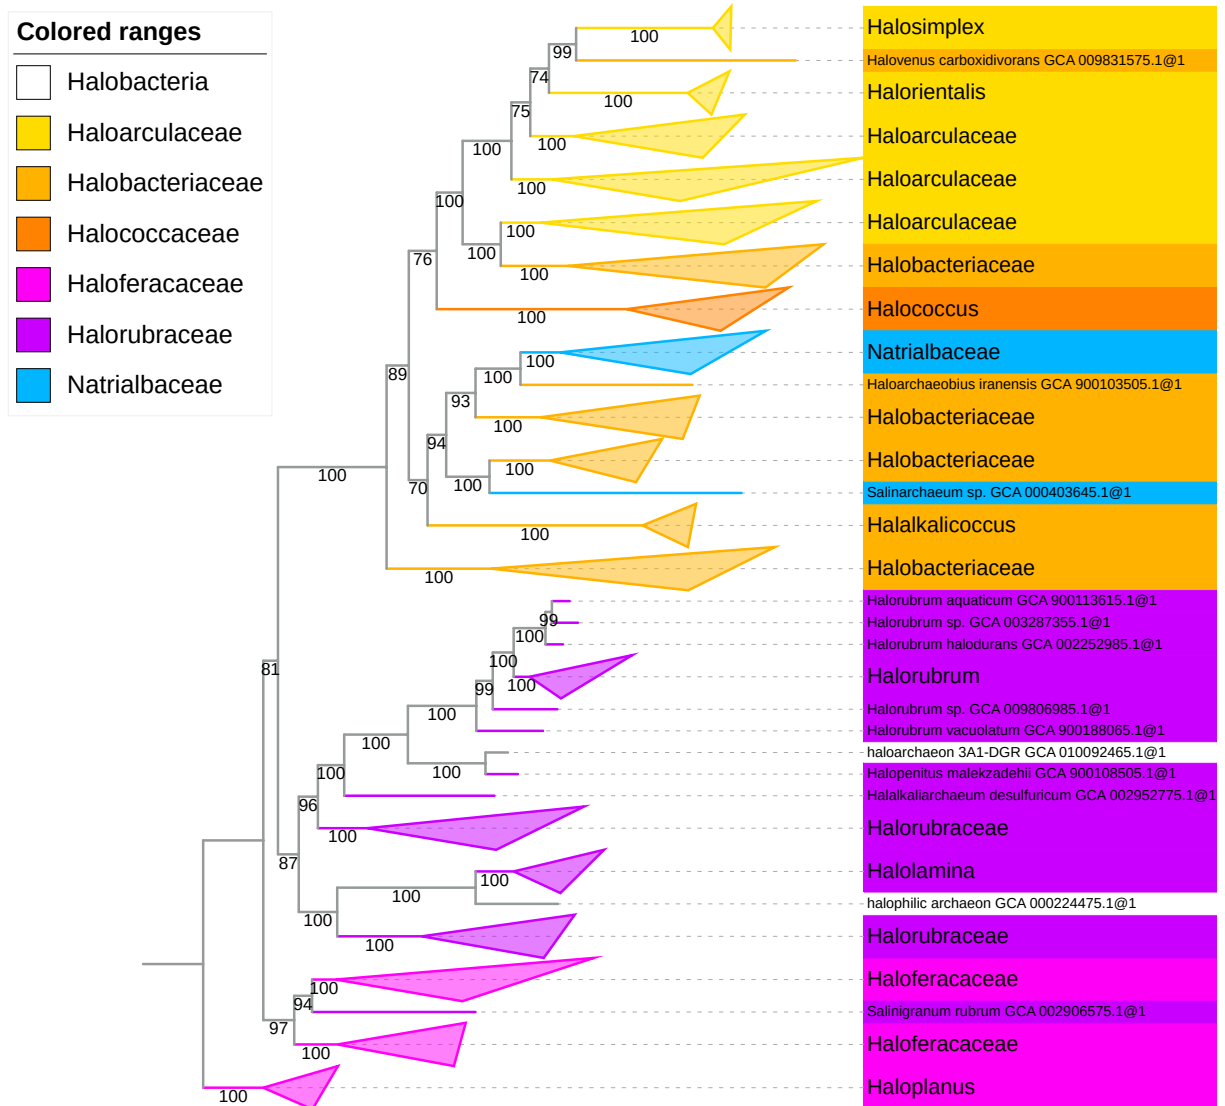 Colored ranges
Halobacteria
Haloarculaceae
Halobacteriaceae
Halococcaceae
Haloferacaceae
Halorubraceae
Natrialbaceae
100
Halosimplex
99
Halovenus carboxidivorans GCA 009831575.1@1
74
100
Halorientalis
75
100
Haloarculaceae
100
100
Haloarculaceae
100
100
Haloarculaceae
100
76
100
Halobacteriaceae
100
Halococcus
100
Natrialbaceae
89
100
Haloarchaeobius iranensis GCA 900103505.1@1
93
100
Halobacteriaceae
94
100
Halobacteriaceae
100
70
100
Salinarchaeum sp. GCA 000403645.1@1
100
Halalkalicoccus
100
Halobacteriaceae
Halorubrum aquaticum GCA 900113615.1@1
99
Halorubrum sp. GCA 003287355.1@1
100
Halorubrum halodurans GCA 002252985.1@1
100
81
100
Halorubrum
99
Halorubrum sp. GCA 009806985.1@1
100
Halorubrum vacuolatum GCA 900188065.1@1
100
haloarchaeon 3A1-DGR GCA 010092465.1@1
100
100
Halopenitus malekzadehii GCA 900108505.1@1
Halalkaliarchaeum desulfuricum GCA 002952775.1@1
96
100
Halorubraceae
87
100
Halolamina
100
halophilic archaeon GCA 000224475.1@1
100
100
Halorubraceae
100
Haloferacaceae
94
Salinigranum rubrum GCA 002906575.1@1
97
100
Haloferacaceae
100
Haloplanus